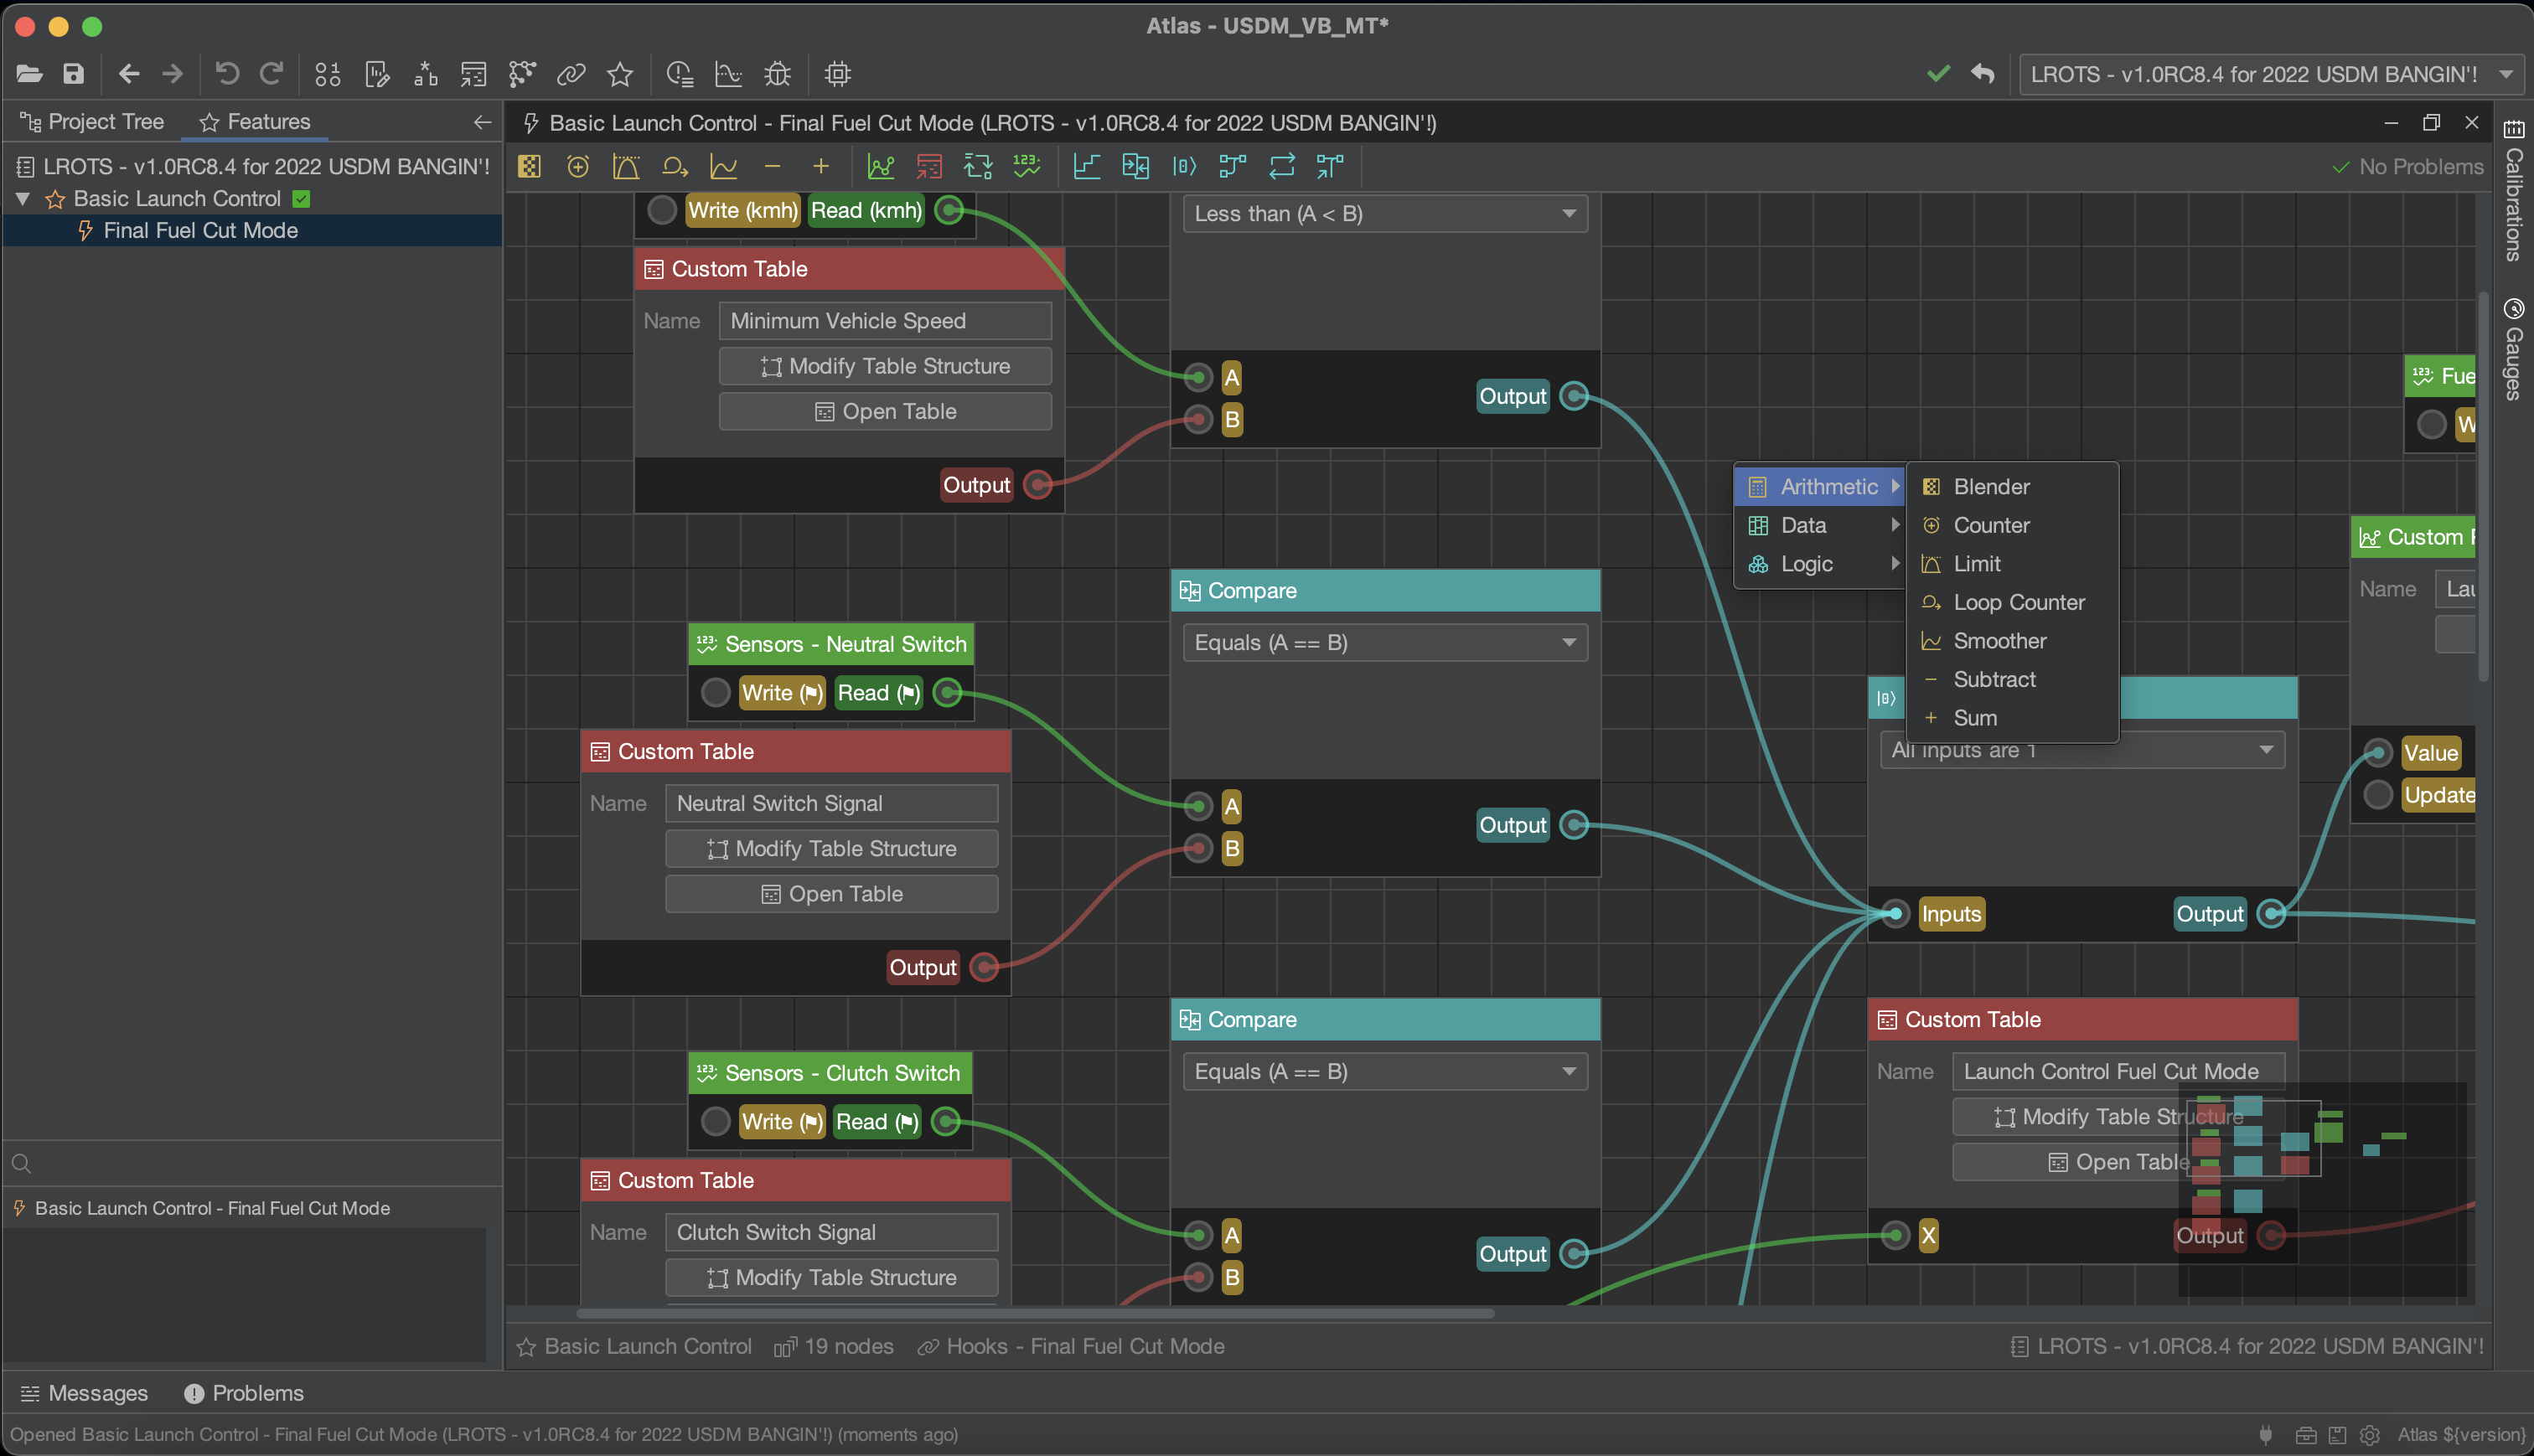 Atlas - USDM_VB_MT*
LROTS - v1.0RC8.4 for 2022 USDM BANGIN'!
Project Tree
Features
LROTS - v1.0RC8.4 for 2022 USDM BANGIN'!
Basic Launch Control
Final Fuel Cut Mode
Basic Launch Control - Final Fuel Cut Mode
Basic Launch Control - Final Fuel Cut Mode (LROTS - v1.0RC8.4 for 2022 USDM BANGIN'!)
No Problems
Write (kmh) Read (kmh)
Custom Table
Name Minimum Vehicle Speed
Modify Table Structure
Open Table
Output
Less than (A < B)
A
B
Output
Sensors - Neutral Switch
Write Read
Custom Table
Name Neutral Switch Signal
Modify Table Structure
Open Table
Output
Compare
Equals (A == B)
A
B
Output
Sensors - Clutch Switch
Write Read
Custom Table
Name Clutch Switch Signal
Modify Table Structure
Compare
Equals (A == B)
A
B
Output
Arithmetic
Data
Logic
Blender
Counter
Limit
Loop Counter
Smoother
Subtract
Sum
All inputs are 1
Inputs
Output
Custom Table
Name Launch Control Fuel Cut Mode
Modify Table Structure
Open Table
X
Output
Fue
W
Custom
Name Lau
Value
Update
Calibrations
Gauges
Basic Launch Control 19 nodes Hooks - Final Fuel Cut Mode
LROTS - v1.0RC8.4 for 2022 USDM BANGIN'!
Messages Problems
Opened Basic Launch Control - Final Fuel Cut Mode (LROTS - v1.0RC8.4 for 2022 USDM BANGIN'!) (moments ago)
Atlas ${version}